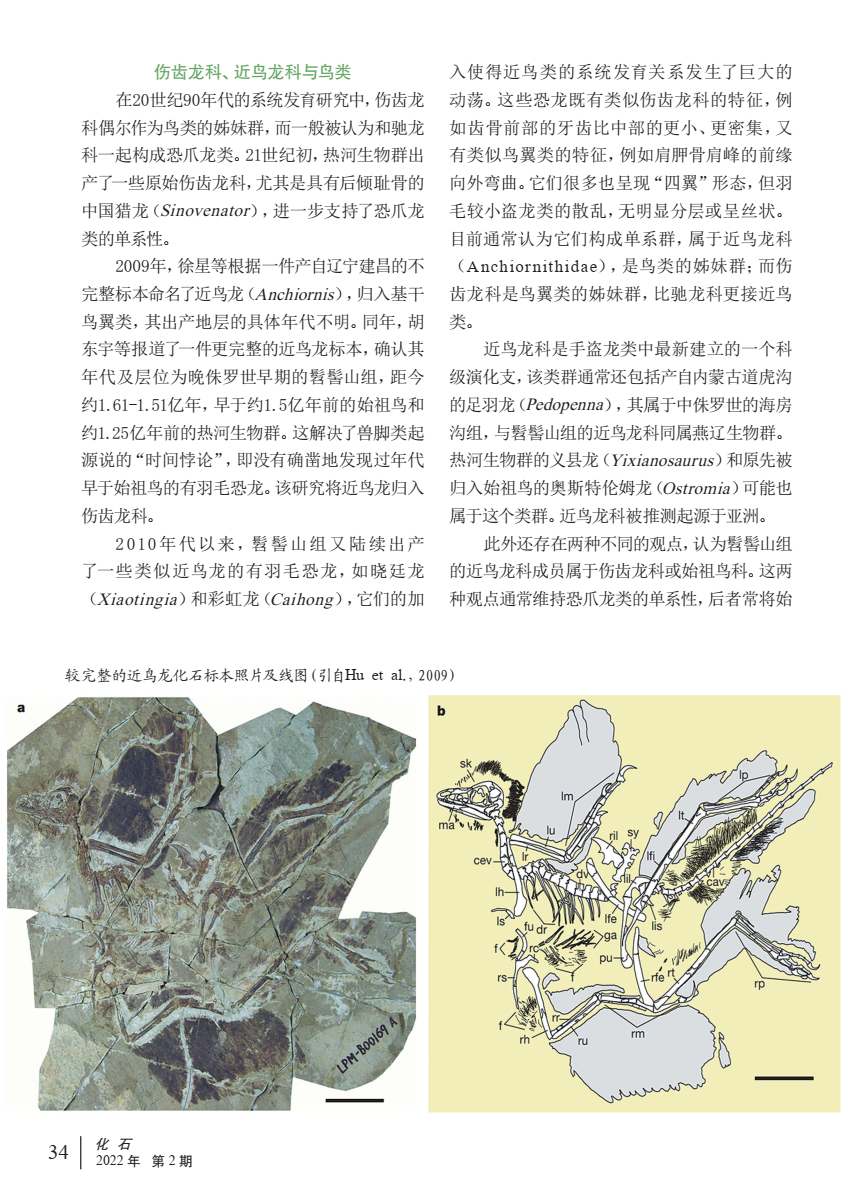 伤齿龙科、近鸟龙科与鸟类
在20世纪90年代的系统发育研究中，伤齿龙
科偶尔作为鸟类的姊妹群，而一般被认为和驰龙
科一起构成恐爪龙类。21世纪初，热河生物群出
产了一些原始伤齿龙科，尤其是具有后倾耻骨的
中国猎龙（Sinovenator），进一步支持了恐爪龙
类的单系性。
2009年，徐星等根据一件产自辽宁建昌的不
完整标本命名了近鸟龙（Anchiornis），归入基干
鸟翼类，其出产地层的具体年代不明。同年，胡
东宇等报道了一件更完整的近鸟龙标本，确认其
年代及层位为晚侏罗世早期的髫髻山组，距今
约1.61-1.51亿年，早于约1.5亿年前的始祖鸟和
约1.25亿年前的热河生物群。这解决了兽脚类起
源说的“时间悖论”，即没有确凿地发现过年代
早于始祖鸟的有羽毛恐龙。该研究将近鸟龙归入
伤齿龙科。
2010年代以来，髫髻山组又陆续出产
了一些类似近鸟龙的有羽毛恐龙，如晓廷龙
（Xiaotingia）和彩虹龙（Caihong），它们的加
入使得近鸟类的系统发育关系发生了巨大的
动荡。这些恐龙既有类似伤齿龙科的特征，例
如齿骨前部的牙齿比中部的更小、更密集，又
有类似鸟翼类的特征，例如肩胛骨肩峰的前缘
向外弯曲。它们很多也呈现“四翼”形态，但羽
毛较小盗龙类的散乱，无明显分层或呈丝状。
目前通常认为它们构成单系群，属于近鸟龙科
（Anchiornithidae），是鸟类的姊妹群；而伤
齿龙科是鸟翼类的姊妹群，比驰龙科更接近鸟
类。
近鸟龙科是手盗龙类中最新建立的一个科
级演化支，该类群通常还包括产自内蒙古道虎沟
的足羽龙（Pedopenna），其属于中侏罗世的海房
沟组，与髫髻山组的近鸟龙科同属燕辽生物群。
热河生物群的义县龙（Yixianosaurus）和原先被
归入始祖鸟的奥斯特伦姆龙（Ostromia）可能也
属于这个类群。近鸟龙科被推测起源于亚洲。
此外还存在两种不同的观点，认为髫髻山组
的近鸟龙科成员属于伤齿龙科或始祖鸟科。这两
种观点通常维持恐爪龙类的单系性，后者常将始
较完整的近鸟龙化石标本照片及线图（引自Hu et al., 2009）
a
LPM-B00169 A
b
sk
ma
cev
lm
lu
lr
lh
ls
f
fu
dr
rc
rs
f
rh
f
dv
ril
sy
lil
lfi
lt
lp
cav
lis
lfe
ga
pu
rfe
rt
rr
ru
rm
rp
34
化 石
2022 年 第 2 期